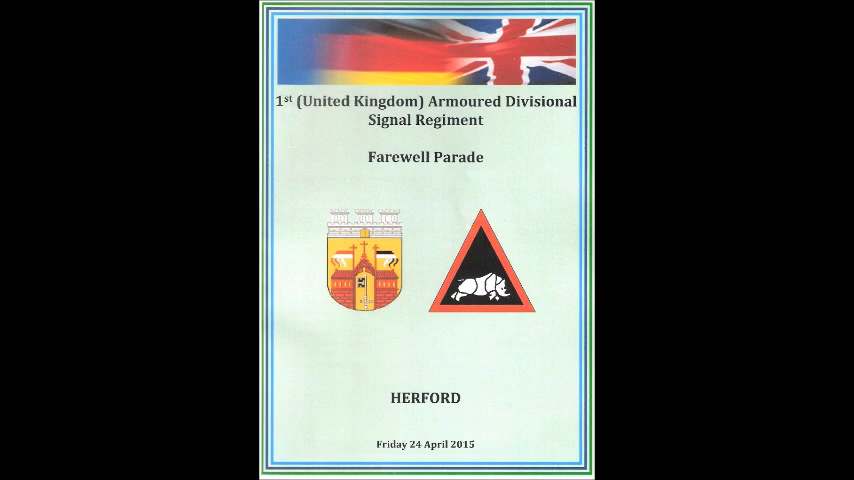 1st (United Kingdom) Armoured Divisional
Signal Regiment
Farewell Parade
HERFORD
Friday 24 April 2015